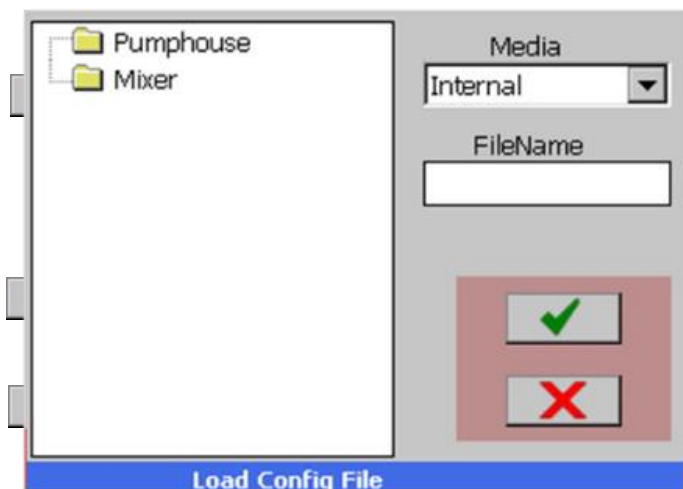 Pumphouse
Mixer
Media
Internal
FileName
Load Config File